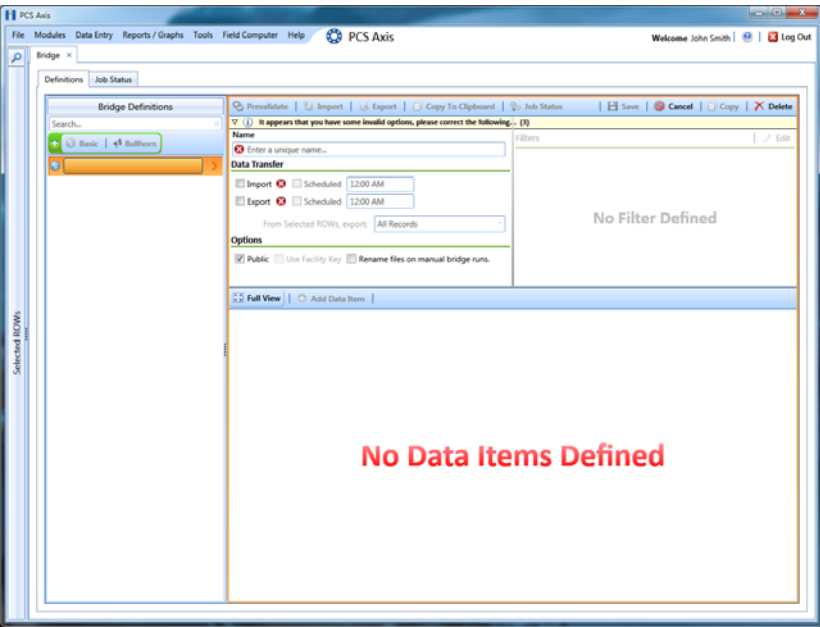 PCS Axis
File Modules Data Entry Reports / Graphs Tools Field Computer Help PCS Axis Welcome John Smith | | Log Out
Bridge ×
Definitions Job Status
Bridge Definitions
Search...
Basic | Bullhorn
Prevalidate | Import | Export | Copy To Clipboard | Job Status | Save | Cancel | Copy | Delete
It appears that you have some invalid options, please correct the following... (3)
Name
Enter a unique name...
Data Transfer
Import Scheduled 12:00 AM
Export Scheduled 12:00 AM
From Selected ROWs, export: All Records
Options
Public Use Facility Key Rename files on manual bridge runs.
Filters | Edit
No Filter Defined
Full View | Add Data Item |
No Data Items Defined
Selected ROWs